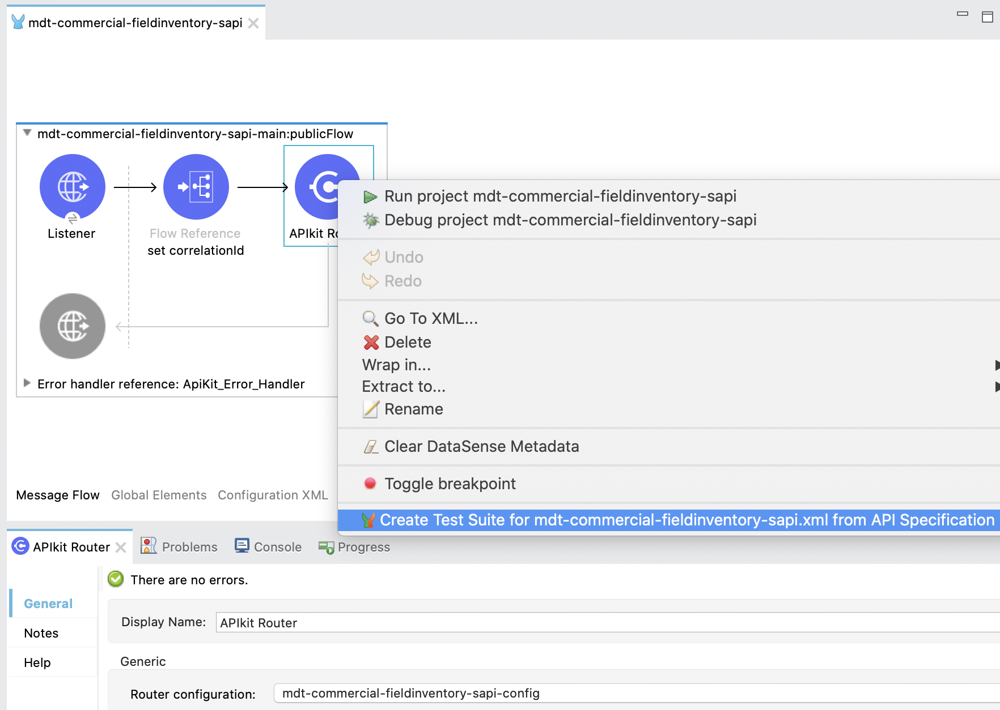 mdt-commercial-fieldinventory-sapi
mdt-commercial-fieldinventory-sapi-main:publicFlow
Listener
Flow Reference
set correlationId
APIkit Ro
Error handler reference: ApiKit_Error_Handler
Run project mdt-commercial-fieldinventory-sapi
Debug project mdt-commercial-fieldinventory-sapi
Undo
Redo
Go To XML...
Delete
Wrap in...
Extract to...
Rename
Clear DataSense Metadata
Toggle breakpoint
Create Test Suite for mdt-commercial-fieldinventory-sapi.xml from API Specification
Message Flow Global Elements Configuration XML
APIkit Router Problems Console Progress
There are no errors.
General
Notes
Help
Display Name: APIkit Router
Generic
Router configuration: mdt-commercial-fieldinventory-sapi-config